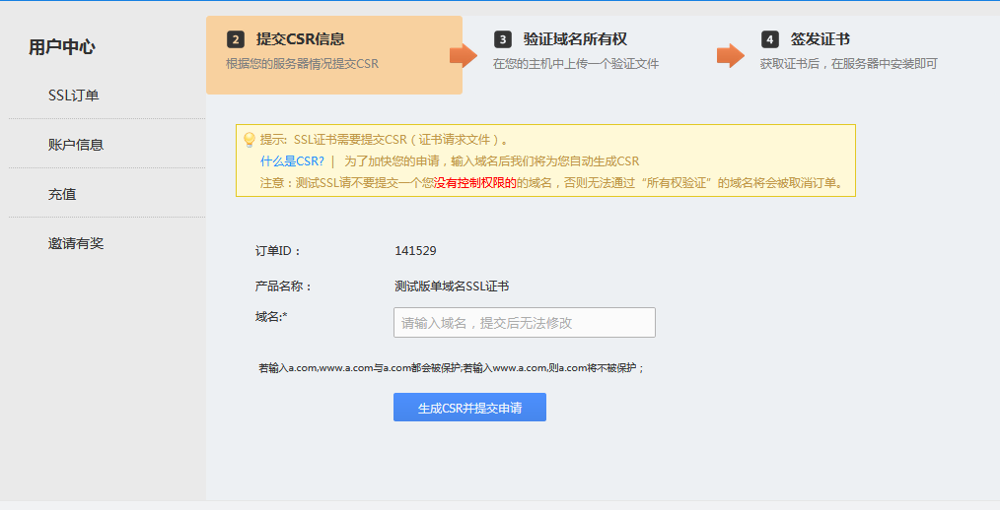 用户中心
SSL订单
账户信息
充值
邀请有奖
2 提交CSR信息
根据您的服务器情况提交CSR
3 验证域名所有权
在您的主机中上传一个验证文件
4 签发证书
获取证书后，在服务器中安装即可
提示: SSL证书需要提交CSR（证书请求文件）。
什么是CSR? | 为了加快您的申请，输入域名后我们将为您自动生成CSR
注意：测试SSL请不要提交一个您没有控制权限的的域名，否则无法通过“所有权验证”的域名将会被取消订单。
订单ID： 141529
产品名称： 测试版单域名SSL证书
域名:* 请输入域名，提交后无法修改
若输入a.com,www.a.com与a.com都会被保护;若输入www.a.com,则a.com将不被保护；
生成CSR并提交申请